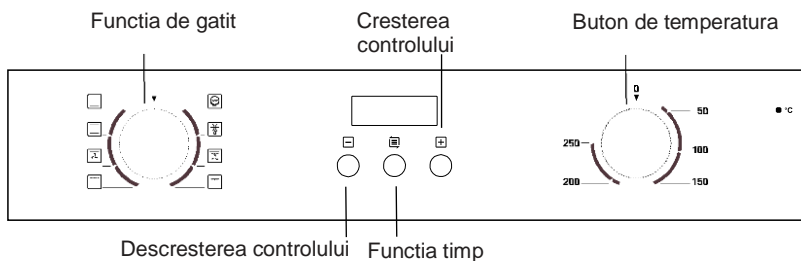 Functia de gatit
Cresterea
controlului
Buton de temperatura
0
50
°C
250
100
200
150
Descresterea controlului
Functia timp